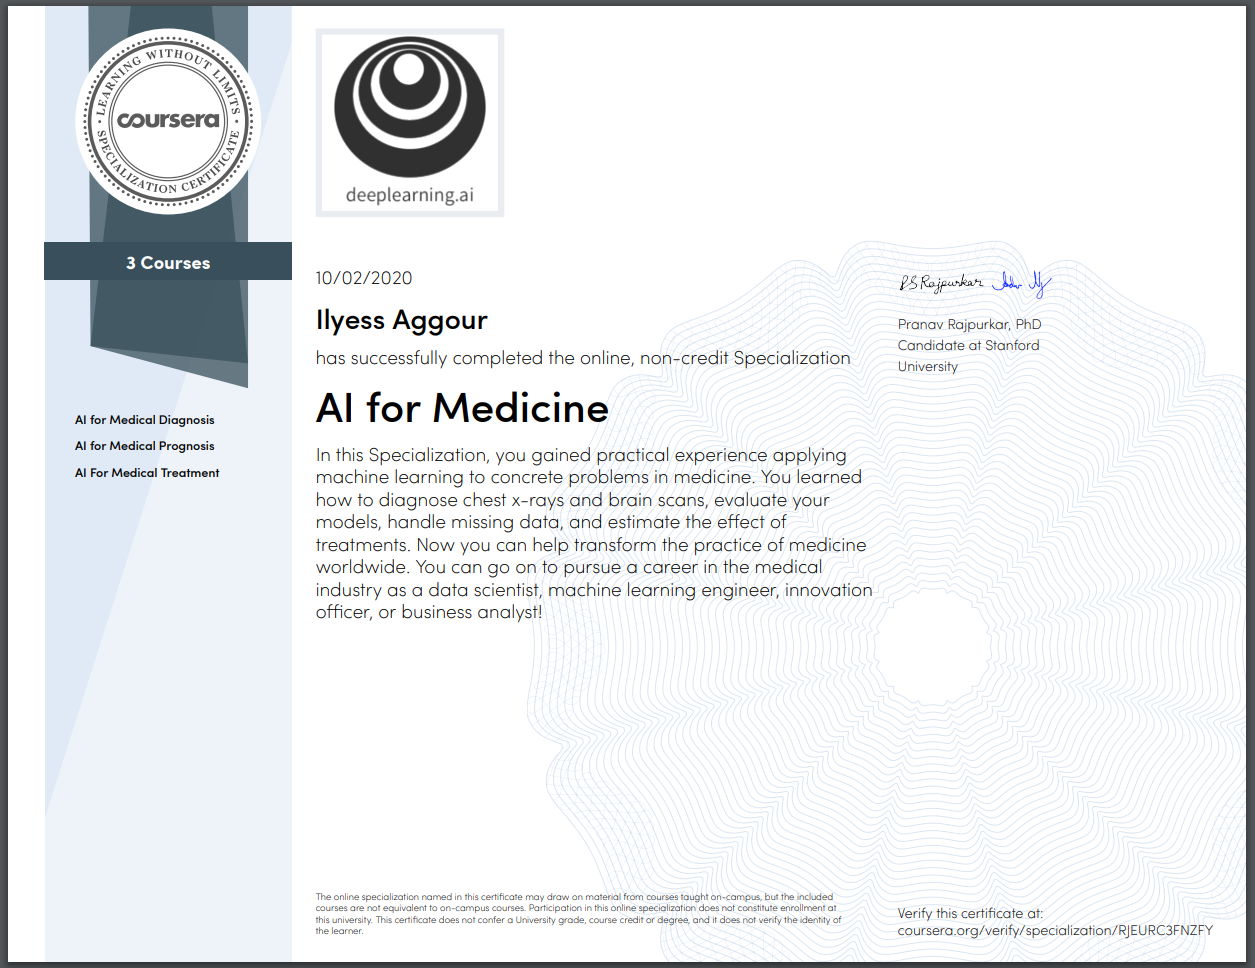 LEARNING WITHOUT LIMITS
coursera
SPECIALIZATION CERTIFICATE
3 Courses
AI for Medical Diagnosis
AI for Medical Prognosis
AI For Medical Treatment
deeplearning.ai
10/02/2020
Ilyess Aggour
has successfully completed the online, non-credit Specialization
AI for Medicine
In this Specialization, you gained practical experience applying
machine learning to concrete problems in medicine. You learned
how to diagnose chest x-rays and brain scans, evaluate your
models, handle missing data, and estimate the effect of
treatments. Now you can help transform the practice of medicine
worldwide. You can go on to pursue a career in the medical
industry as a data scientist, machine learning engineer, innovation
officer, or business analyst!
PSRajpurkar
Pranav Rajpurkar, PhD
Candidate at Stanford
University
The online specialization named in this certificate may draw on material from courses taught on-campus, but the included
courses are not equivalent to on-campus courses. Participation in this online specialization does not constitute enrollment at
this university. This certificate does not confer a University grade, course credit or degree, and it does not verify the identity of
the learner.
Verify this certificate at:
coursera.org/verify/specialization/RJEURC3FNZFY